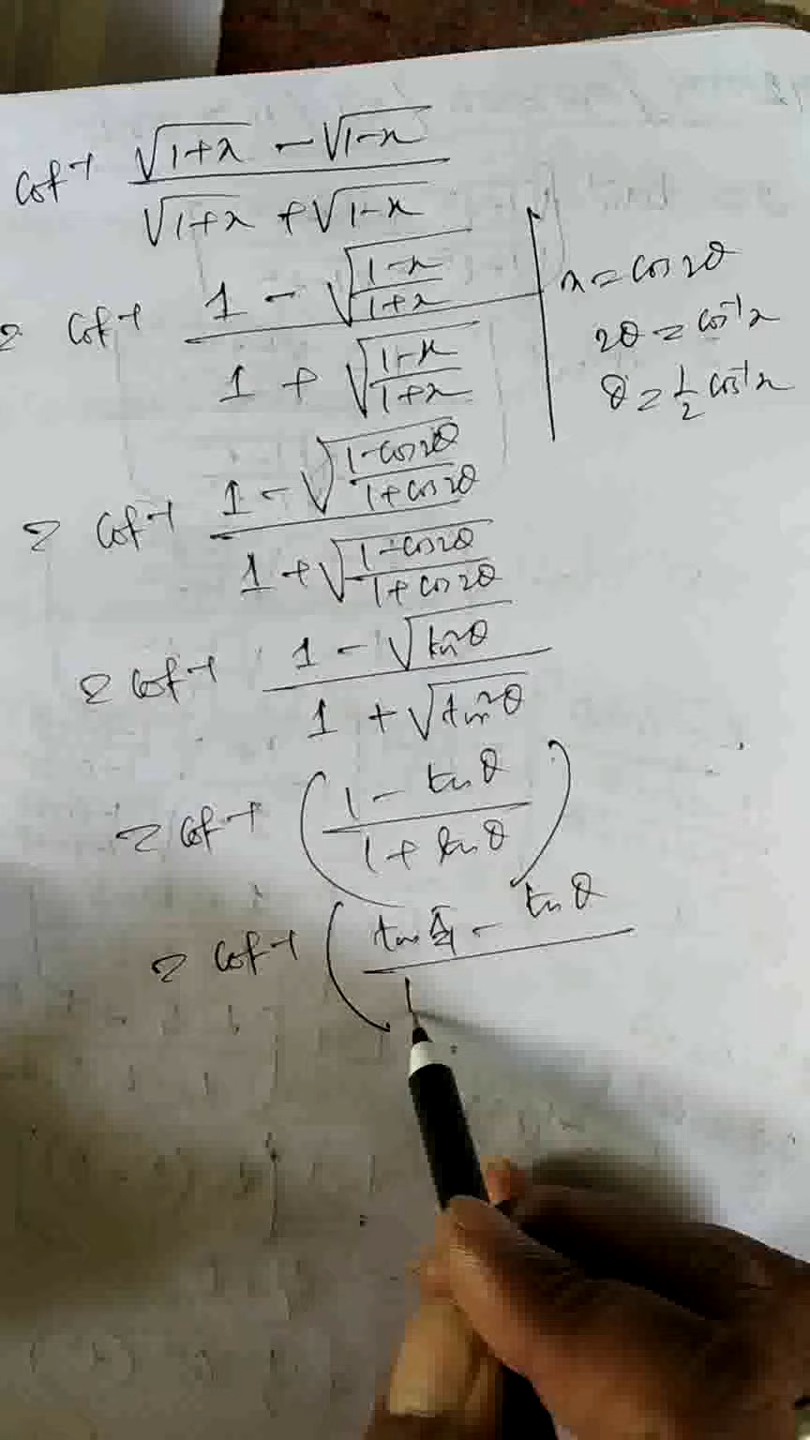 cot⁻¹ (√(1+x) − √(1−x)) / (√(1+x) + √(1−x))
= cot⁻¹ (1 − √((1−x)/(1+x))) / (1 + √((1−x)/(1+x)))
x = cos2θ
2θ = cos⁻¹x
θ = ½ cos⁻¹x
= cot⁻¹ (1 − √((1−cos2θ)/(1+cos2θ))) / (1 + √((1−cos2θ)/(1+cos2θ)))
= cot⁻¹ (1 − √(tan²θ)) / (1 + √(tan²θ))
= cot⁻¹ ((1 − tanθ) / (1 + tanθ))
= cot⁻¹ ( (tan π/4 − tanθ) / 1